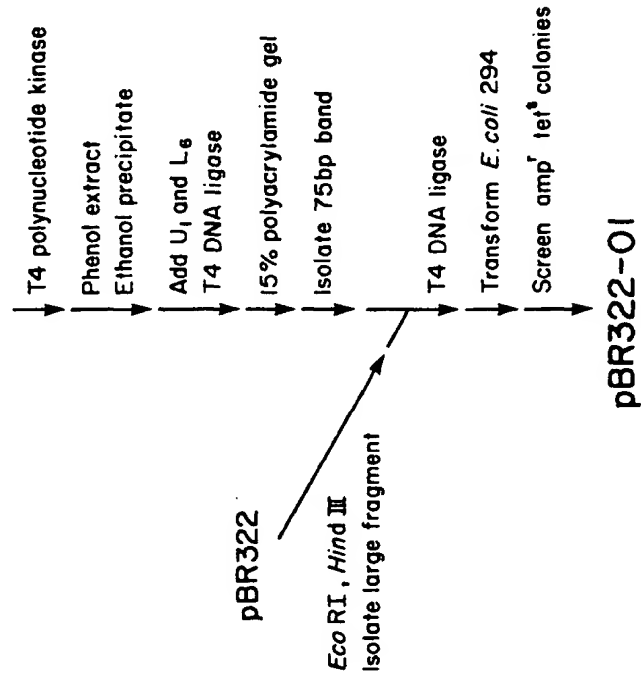 T4 polynucleotide kinase
Phenol extract
Ethanol precipitate
Add U₁ and L₆
T4 DNA ligase
15% polyacrylamide gel
Isolate 75bp band
pBR322
Eco RI, Hind III
Isolate large fragment
T4 DNA ligase
Transform E. coli 294
Screen ampʳ tetˢ colonies
pBR322-01